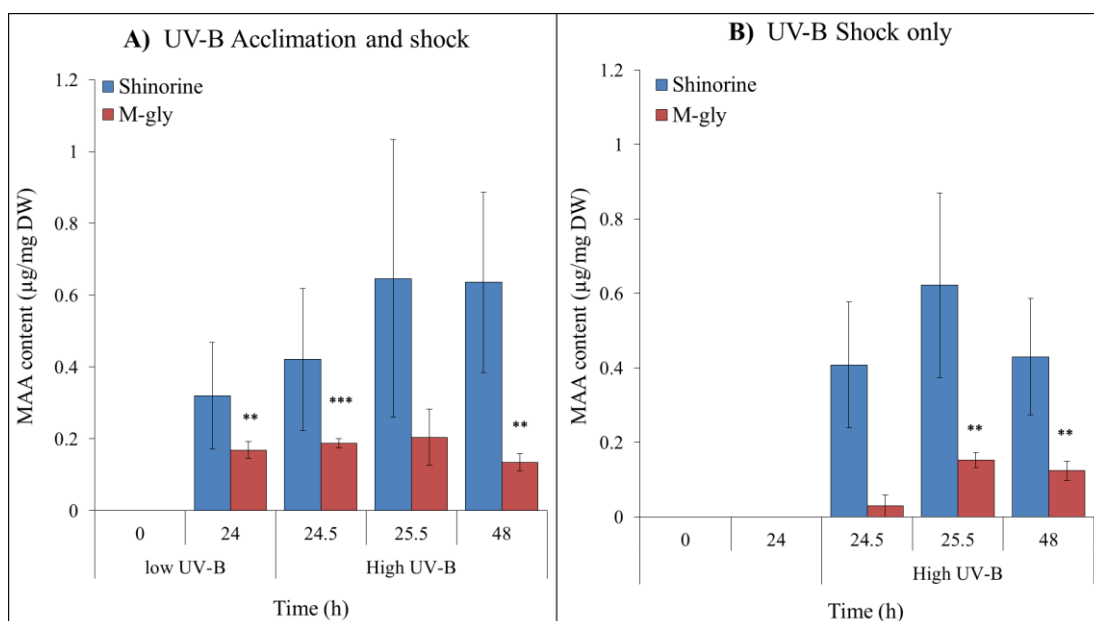 A) UV-B Acclimation and shock
1.2
1
0.8
0.6
0.4
0.2
0
MAA content (µg/mg DW)
Shinorine
M-gly
**
***
**
0 24 24.5 25.5 48
low UV-B High UV-B
Time (h)
B) UV-B Shock only
1.2
1
0.8
0.6
0.4
0.2
0
MAA content (µg/mg DW)
Shinorine
M-gly
**
**
0 24 24.5 25.5 48
High UV-B
Time (h)